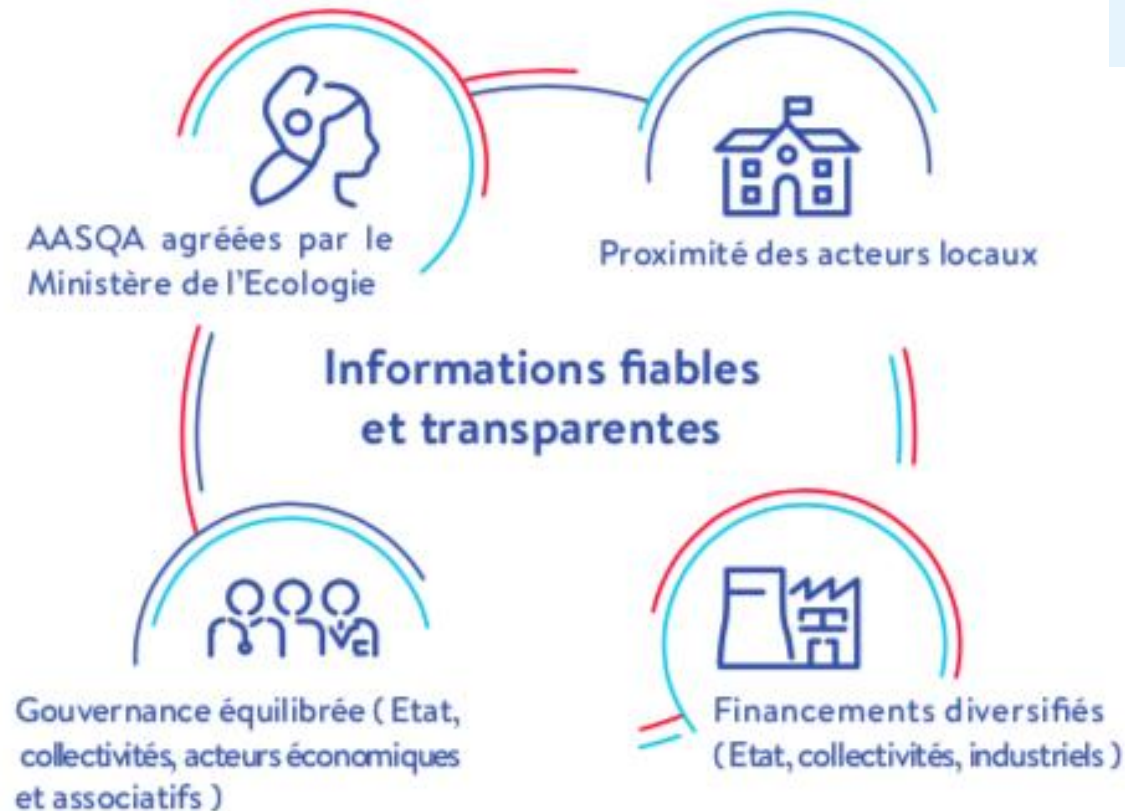 AASQA agréées par le
Ministère de l'Ecologie
Proximité des acteurs locaux
Informations fiables
et transparentes
Gouvernance équilibrée ( Etat,
collectivités, acteurs économiques
et associatifs )
Financements diversifiés
( Etat, collectivités, industriels )